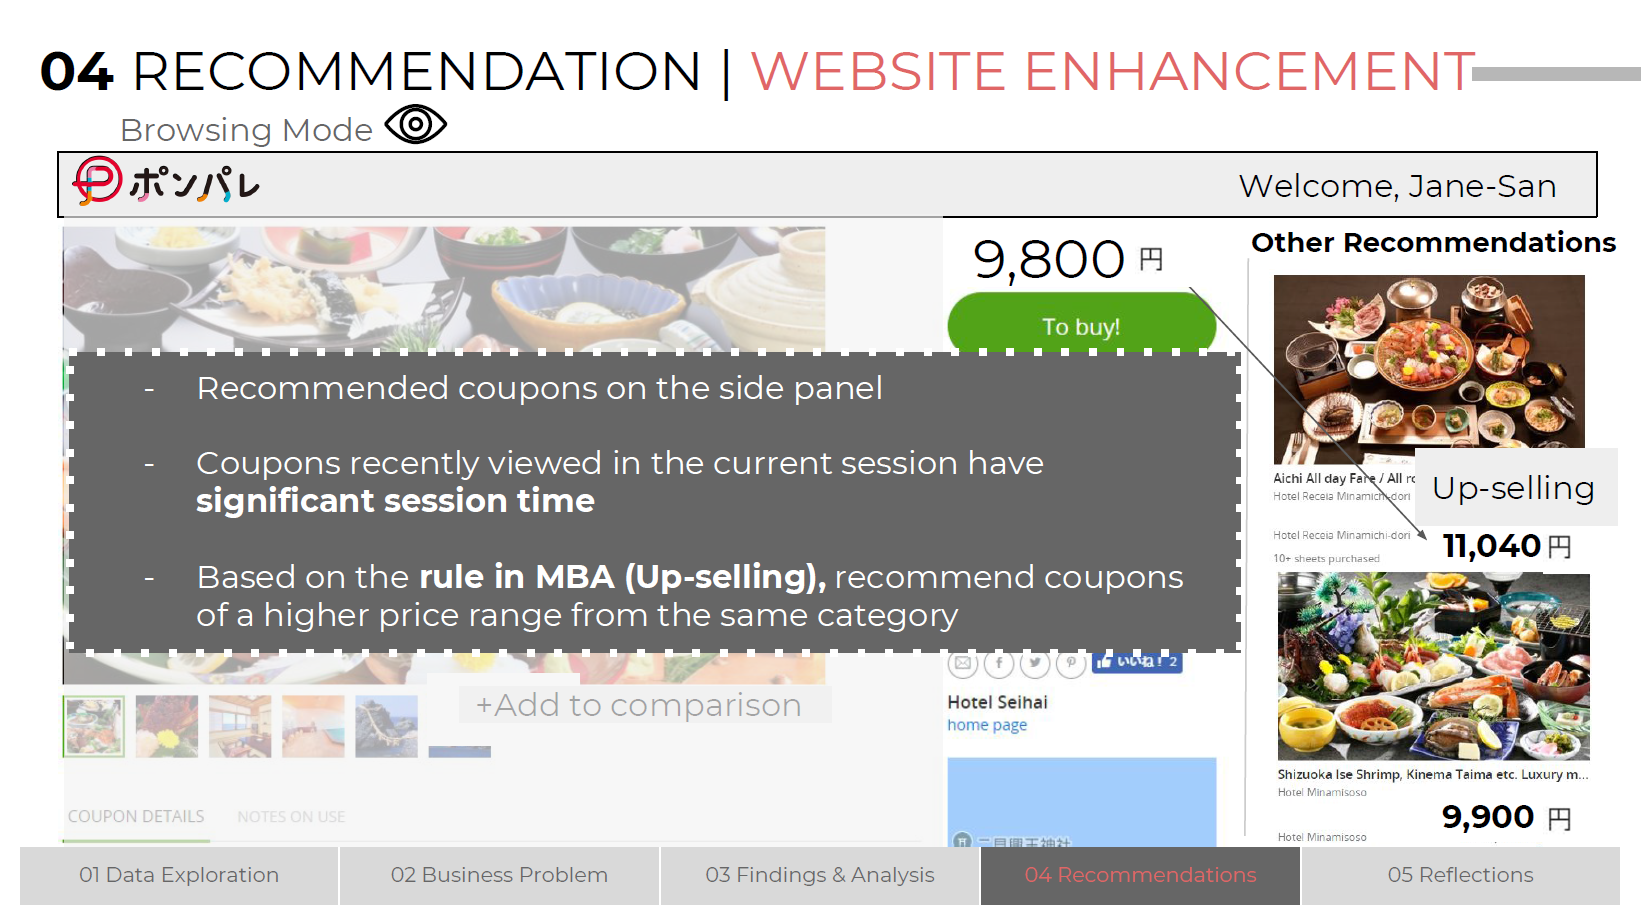 04 RECOMMENDATION | WEBSITE ENHANCEMENT
Browsing Mode
ポンパレ
Welcome, Jane-San
9,800 円
To buy!
- Recommended coupons on the side panel
- Coupons recently viewed in the current session have
significant session time
- Based on the rule in MBA (Up-selling), recommend coupons
of a higher price range from the same category
+Add to comparison
COUPON DETAILS
NOTES ON USE
いいね! 2
Hotel Seihai
home page
二見興玉神社
Other Recommendations
Aichi All day Fare / All
Hotel Receia Minamichi-dori
Up-selling
Hotel Receia Minamichi-dori
10+ sheets purchased
11,040 円
Shizuoka Ise Shrimp, Kinema Taima etc. Luxury m...
Hotel Minamisoso
9,900 円
Hotel Minamisoso
01 Data Exploration
02 Business Problem
03 Findings & Analysis
04 Recommendations
05 Reflections